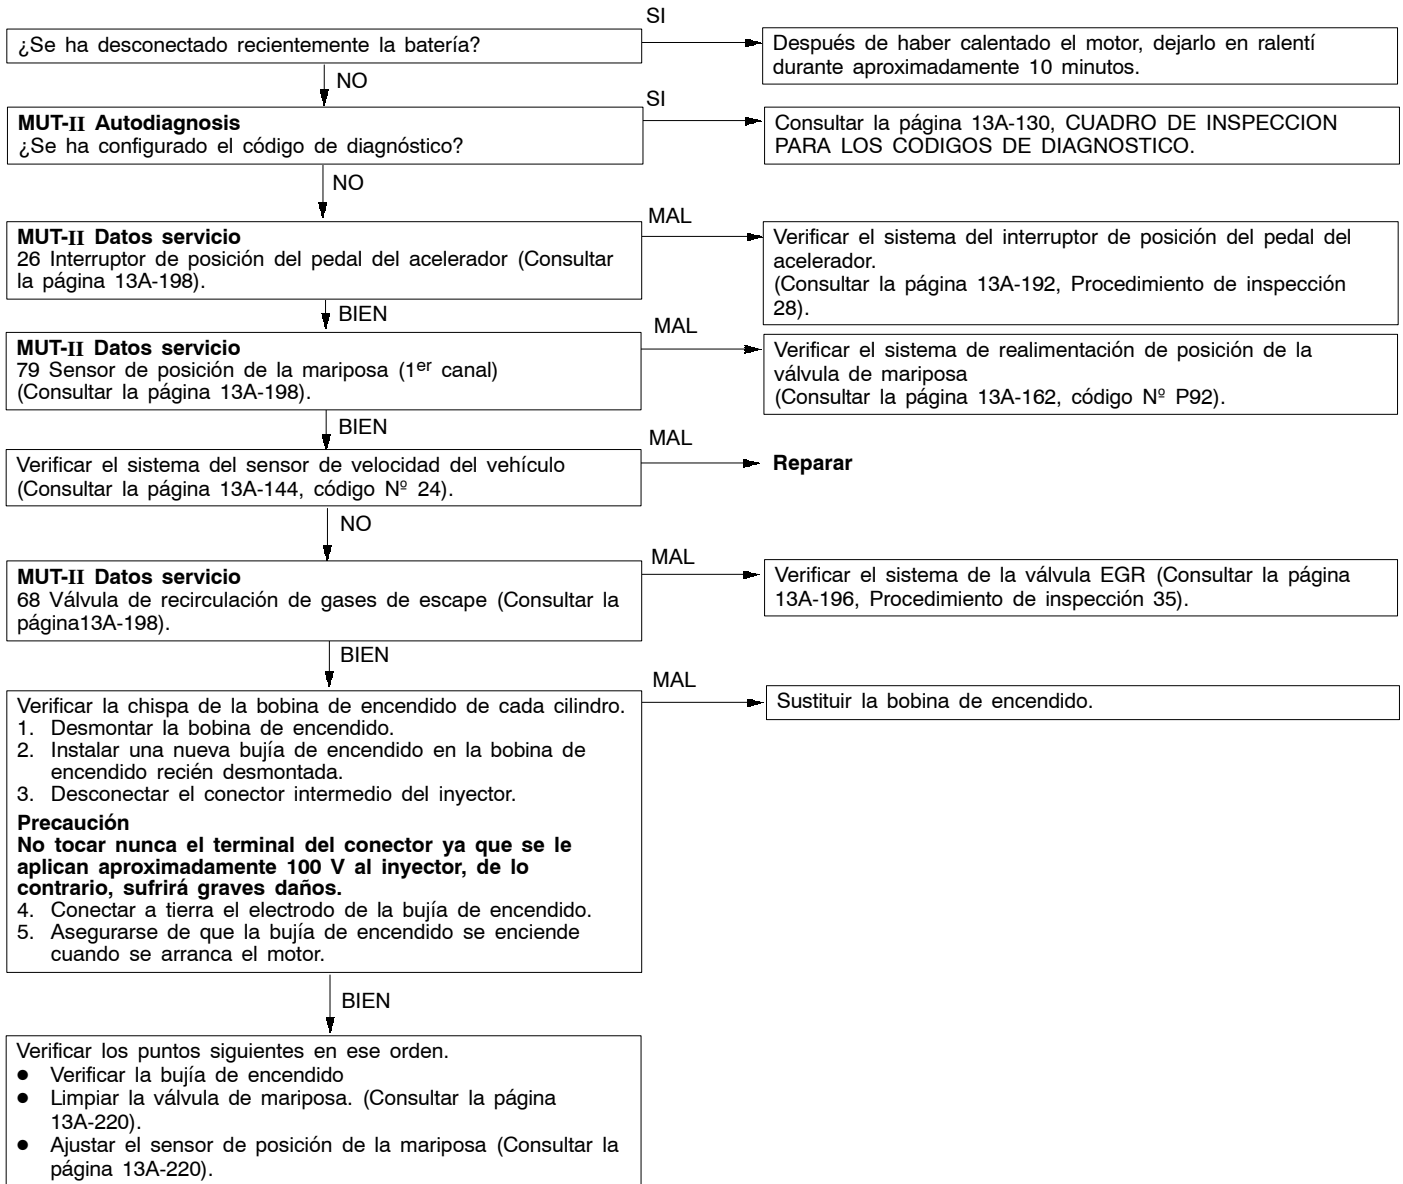 SI
¿Se ha desconectado recientemente la batería?
Después de haber calentado el motor, dejarlo en ralentí
durante aproximadamente 10 minutos.
NO
SI
MUT-II Autodiagnosis
¿Se ha configurado el código de diagnóstico?
Consultar la página 13A-130, CUADRO DE INSPECCION
PARA LOS CODIGOS DE DIAGNOSTICO.
NO
MAL
MUT-II Datos servicio
26 Interruptor de posición del pedal del acelerador (Consultar
la página 13A-198).
Verificar el sistema del interruptor de posición del pedal del
acelerador.
(Consultar la página 13A-192, Procedimiento de inspección
28).
BIEN
MAL
MUT-II Datos servicio
79 Sensor de posición de la mariposa (1er canal)
(Consultar la página 13A-198).
Verificar el sistema de realimentación de posición de la
válvula de mariposa
(Consultar la página 13A-162, código Nº P92).
BIEN
MAL
Verificar el sistema del sensor de velocidad del vehículo
(Consultar la página 13A-144, código Nº 24).
Reparar
NO
MAL
MUT-II Datos servicio
68 Válvula de recirculación de gases de escape (Consultar la
página13A-198).
Verificar el sistema de la válvula EGR (Consultar la página
13A-196, Procedimiento de inspección 35).
BIEN
MAL
Verificar la chispa de la bobina de encendido de cada cilindro.
1. Desmontar la bobina de encendido.
2. Instalar una nueva bujía de encendido en la bobina de
encendido recién desmontada.
3. Desconectar el conector intermedio del inyector.
Precaución
No tocar nunca el terminal del conector ya que se le
aplican aproximadamente 100 V al inyector, de lo
contrario, sufrirá graves daños.
4. Conectar a tierra el electrodo de la bujía de encendido.
5. Asegurarse de que la bujía de encendido se enciende
cuando se arranca el motor.
Sustituir la bobina de encendido.
BIEN
Verificar los puntos siguientes en ese orden.
● Verificar la bujía de encendido
● Limpiar la válvula de mariposa. (Consultar la página
13A-220).
● Ajustar el sensor de posición de la mariposa (Consultar la
página 13A-220).